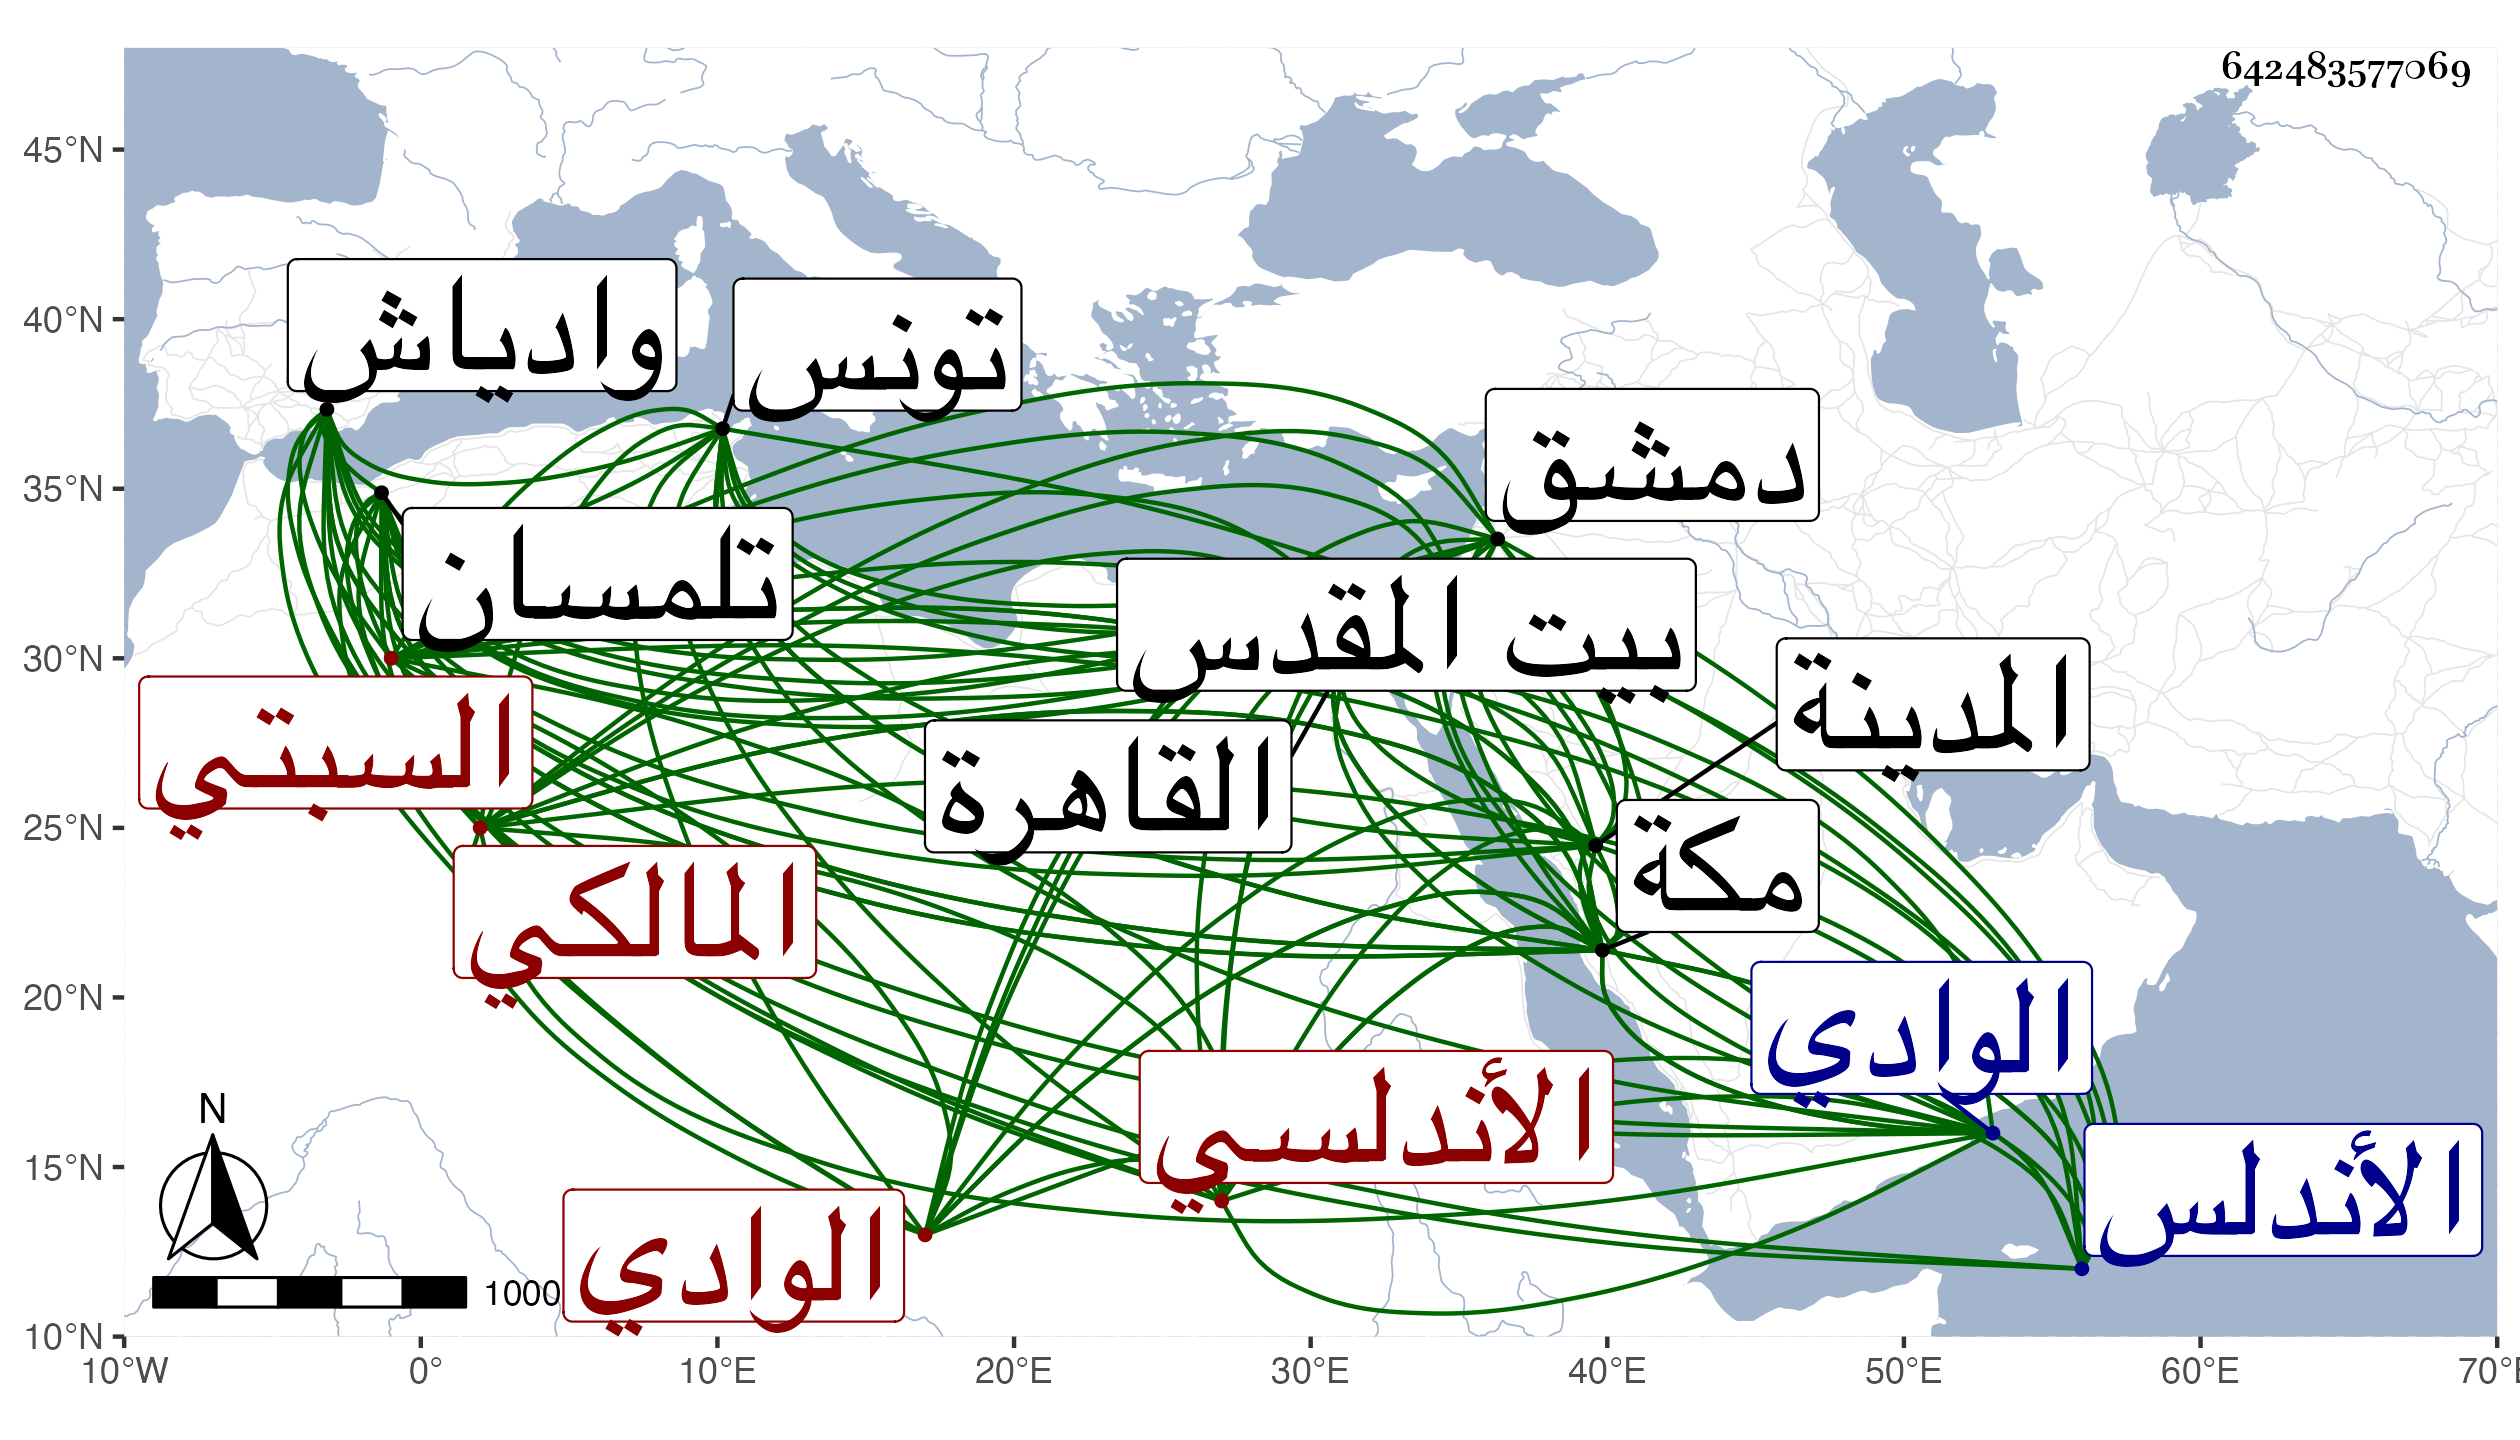 642483577069
45°N
40°N
35°N
30°N
25°N
20°N
15°N
10°N
وادياش
تونس
دمشق
تلمسان
بيت المقدس
المدينة
السبتي
القاهرة
مكة
المالكي
الوادي
الأندلسي
الأندلس
الوادي
N
1000
10°W
0°
10°E
20°E
30°E
40°E
50°E
60°E
70°E